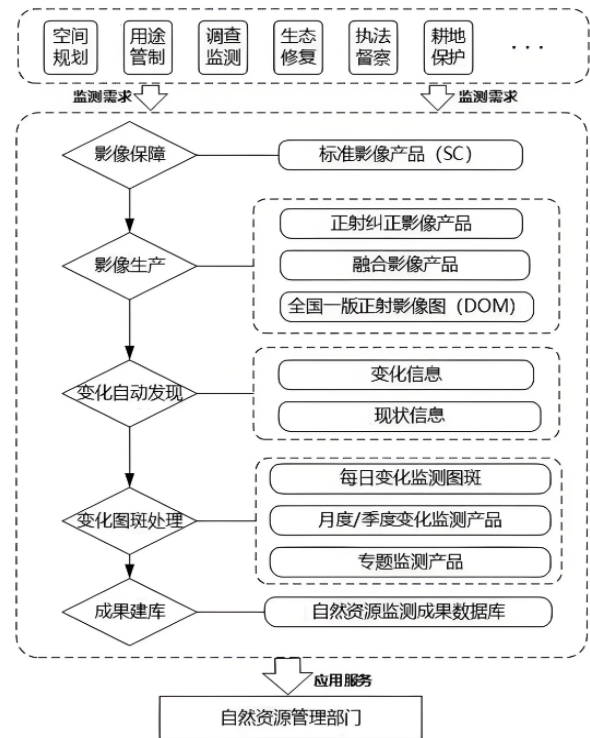 空间 用途 调查 生态 执法 耕地
规划 管制 监测 修复 督察 保护 ...
监测需求 监测需求
影像保障 标准影像产品（SC）
正射纠正影像产品
影像生产 融合影像产品
全国一版正射影像图（DOM）
变化信息
变化自动发现
现状信息
每日变化监测图斑
变化图斑处理 月度/季度变化监测产品
专题监测产品
成果建库 自然资源监测成果数据库
应用服务
自然资源管理部门